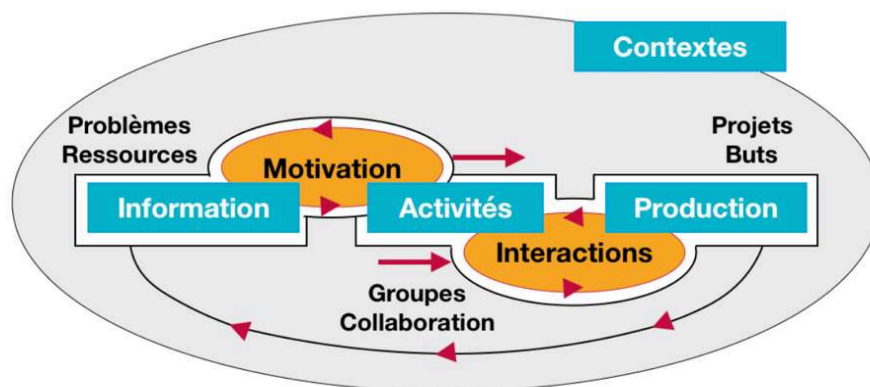 Contextes
Problèmes
Ressources
Projets
Buts
Motivation
Information
Activités
Production
Interactions
Groupes
Collaboration